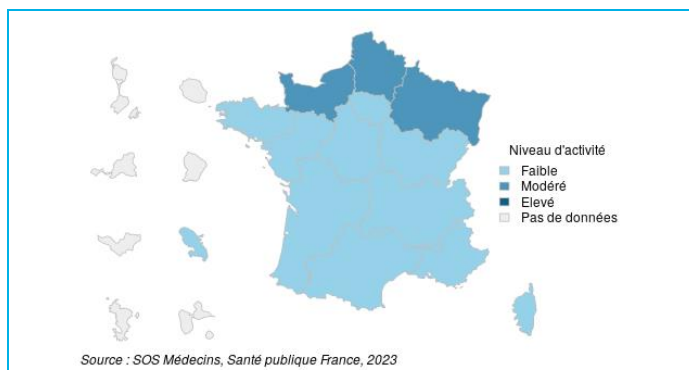 Niveau d'activité
Faible
Modéré
Elevé
Pas de données
Source : SOS Médecins, Santé publique France, 2023